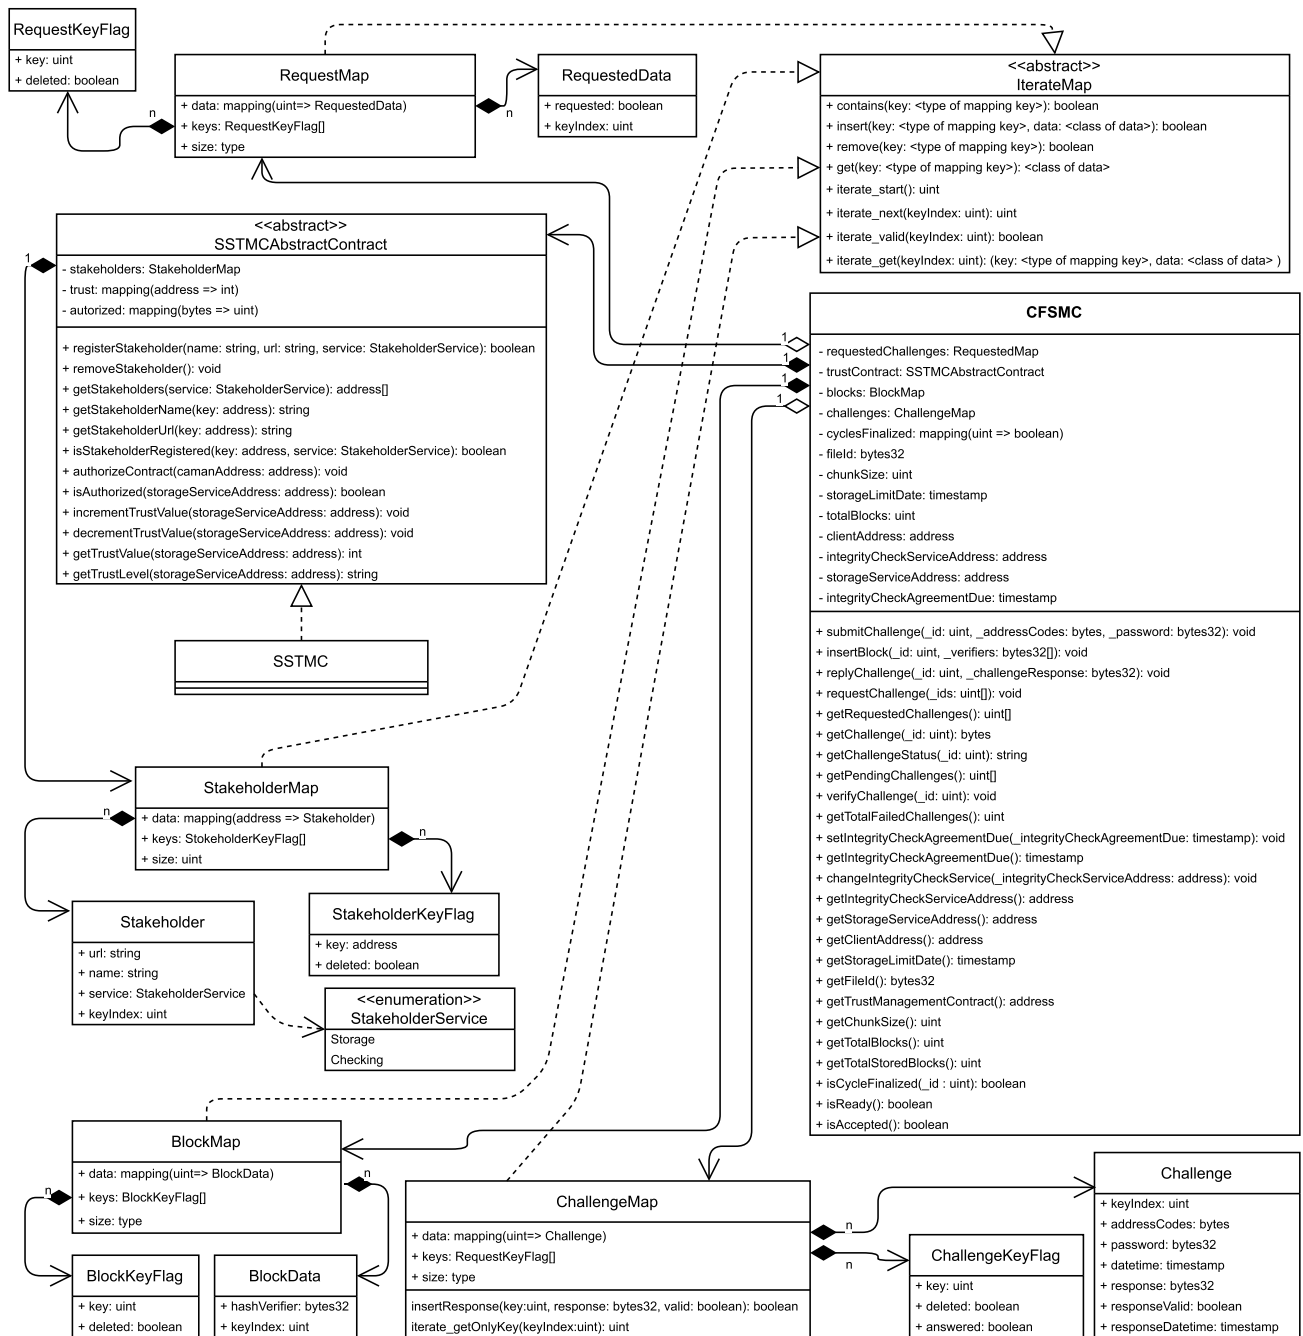 RequestKeyFlag
+ key: uint
+ deleted: boolean
RequestMap
+ data: mapping(uint=> RequestedData)
+ keys: RequestKeyFlag[]
+ size: type
n
n
RequestedData
+ requested: boolean
+ keyIndex: uint
<<abstract>>
IterateMap
+ contains(key: <type of mapping key>): boolean
+ insert(key: <type of mapping key>, data: <class of data>): boolean
+ remove(key: <type of mapping key>): boolean
+ get(key: <type of mapping key>): <class of data>
+ iterate_start(): uint
+ iterate_next(keyIndex: uint): uint
+ iterate_valid(keyIndex: uint): boolean
+ iterate_get(keyIndex: uint): (key: <type of mapping key>, data: <class of data> )
<<abstract>>
SSTMCAbstractContract
1
- stakeholders: StakeholderMap
- trust: mapping(address => int)
- autorized: mapping(bytes => uint)
+ registerStakeholder(name: string, url: string, service: StakeholderService): boolean
+ removeStakeholder(): void
+ getStakeholders(service: StakeholderService): address[]
+ getStakeholderName(key: address): string
+ getStakeholderUrl(key: address): string
+ isStakeholderRegistered(key: address, service: StakeholderService): boolean
+ authorizeContract(camanAddress: address): void
+ isAuthorized(storageServiceAddress: address): boolean
+ incrementTrustValue(storageServiceAddress: address): void
+ decrementTrustValue(storageServiceAddress: address): void
+ getTrustValue(storageServiceAddress: address): int
+ getTrustLevel(storageServiceAddress: address): string
SSTMC
CFSMC
1
1
1
1
- requestedChallenges: RequestedMap
- trustContract: SSTMCAbstractContract
- blocks: BlockMap
- challenges: ChallengeMap
- cyclesFinalized: mapping(uint => boolean)
- fileId: bytes32
- chunkSize: uint
- storageLimitDate: timestamp
- totalBlocks: uint
- clientAddress: address
- integrityCheckServiceAddress: address
- storageServiceAddress: address
- integrityCheckAgreementDue: timestamp
+ submitChallenge(_id: uint, _addressCodes: bytes, _password: bytes32): void
+ insertBlock(_id: uint, _verifiers: bytes32[]): void
+ replyChallenge(_id: uint, _challengeResponse: bytes32): void
+ requestChallenge(_ids: uint[]): void
+ getRequestedChallenges(): uint[]
+ getChallenge(_id: uint): bytes
+ getChallengeStatus(_id: uint): string
+ getPendingChallenges(): uint[]
+ verifyChallenge(_id: uint): void
+ getTotalFailedChallenges(): uint
+ setIntegrityCheckAgreementDue(_integrityCheckAgreementDue: timestamp): void
+ getIntegrityCheckAgreementDue(): timestamp
+ changeIntegrityCheckService(_integrityCheckServiceAddress: address): void
+ getIntegrityCheckServiceAddress(): address
+ getStorageServiceAddress(): address
+ getClientAddress(): address
+ getStorageLimitDate(): timestamp
+ getFileId(): bytes32
+ getTrustManagementContract(): address
+ getChunkSize(): uint
+ getTotalBlocks(): uint
+ getTotalStoredBlocks(): uint
+ isCycleFinalized(_id : uint): boolean
+ isReady(): boolean
+ isAccepted(): boolean
StakeholderMap
n
+ data: mapping(address => Stakeholder)
+ keys: StokeholderKeyFlag[]
+ size: uint
n
Stakeholder
+ url: string
+ name: string
+ service: StakeholderService
+ keyIndex: uint
StakeholderKeyFlag
+ key: address
+ deleted: boolean
<<enumeration>>
StakeholderService
Storage
Checking
BlockMap
+ data: mapping(uint=> BlockData)
+ keys: BlockKeyFlag[]
+ size: type
n
n
BlockKeyFlag
+ key: uint
+ deleted: boolean
BlockData
+ hashVerifier: bytes32
+ keyIndex: uint
ChallengeMap
+ data: mapping(uint=> Challenge)
+ keys: RequestKeyFlag[]
+ size: type
insertResponse(key:uint, response: bytes32, valid: boolean): boolean
iterate_getOnlyKey(keyIndex:uint): uint
n
n
ChallengeKeyFlag
+ key: uint
+ deleted: boolean
+ answered: boolean
Challenge
+ keyIndex: uint
+ addressCodes: bytes
+ password: bytes32
+ datetime: timestamp
+ response: bytes32
+ responseValid: boolean
+ responseDatetime: timestamp